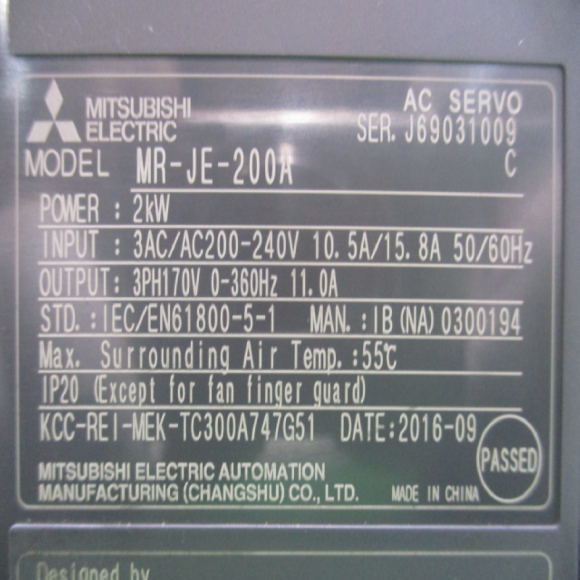 MITSUBISHI
ELECTRIC
AC SERVO
SER. J69031009
C
MODEL MR-JE-200A
POWER : 2kW
INPUT : 3AC/AC200-240V 10.5A/15.8A 50/60Hz
OUTPUT: 3PH170V 0-360Hz 11.0A
STD. : IEC/EN61800-5-1 MAN. : IB(NA)0300194
Max. Surrounding Air Temp. :55℃
IP20 (Except for fan finger guard)
KCC-REI-MEK-TC300A747G51 DATE:2016-09
PASSED
MITSUBISHI ELECTRIC AUTOMATION
MANUFACTURING (CHANGSHU) CO., LTD. MADE IN CHINA
Designed by